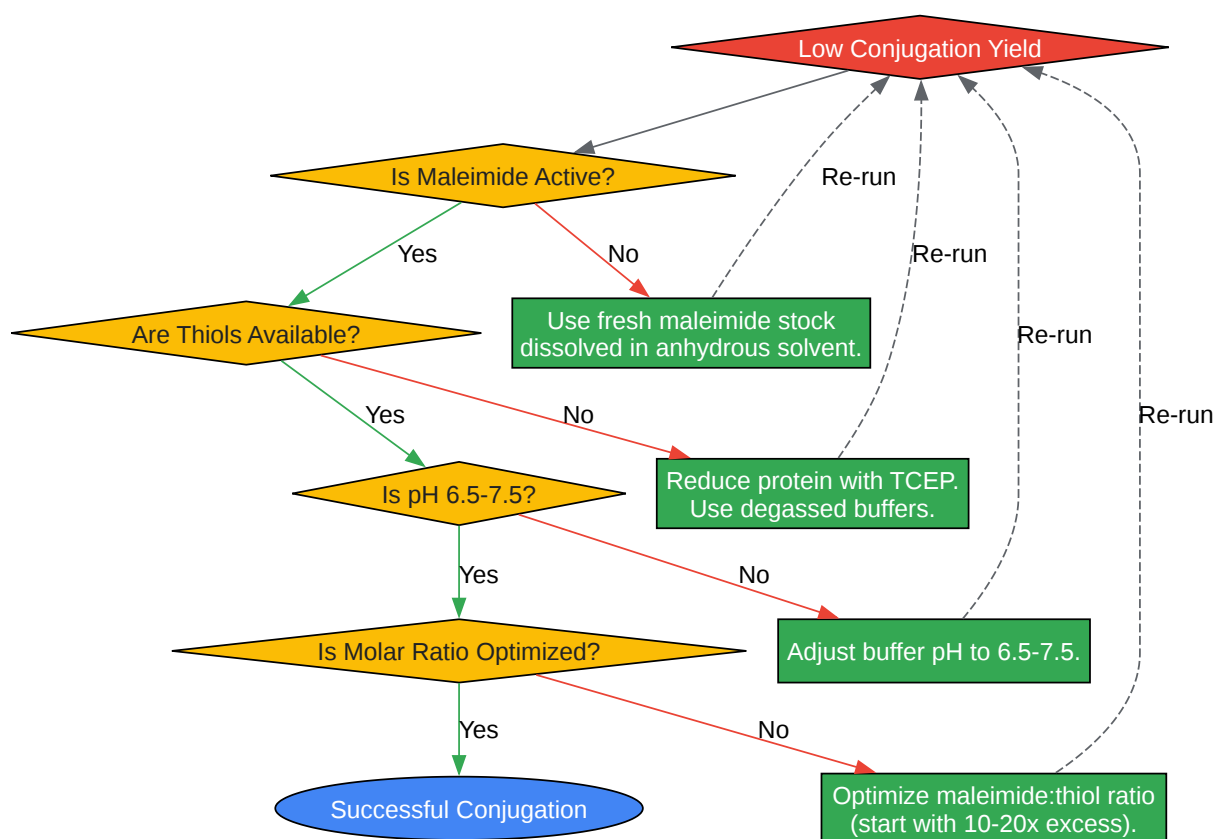 Low Conjugation Yield
Is Maleimide Active?
Re-run
Yes
No
Re-run
Use fresh maleimide stock
dissolved in anhydrous solvent.
Are Thiols Available?
Re-run
Yes
No
Re-run
Reduce protein with TCEP.
Use degassed buffers.
Is pH 6.5-7.5?
Yes
No
Is Molar Ratio Optimized?
Adjust buffer pH to 6.5-7.5.
Yes
No
Successful Conjugation
Optimize maleimide:thiol ratio
(start with 10-20x excess).